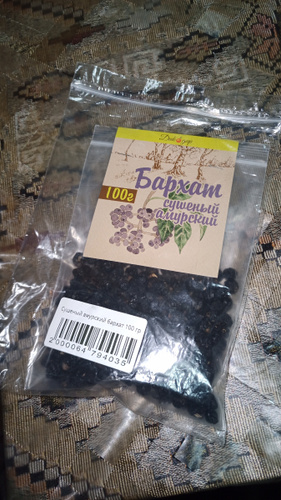 Бархат
100г
сушеный
амурский
Сушеный амурский бархат 100 гр
2000064794035